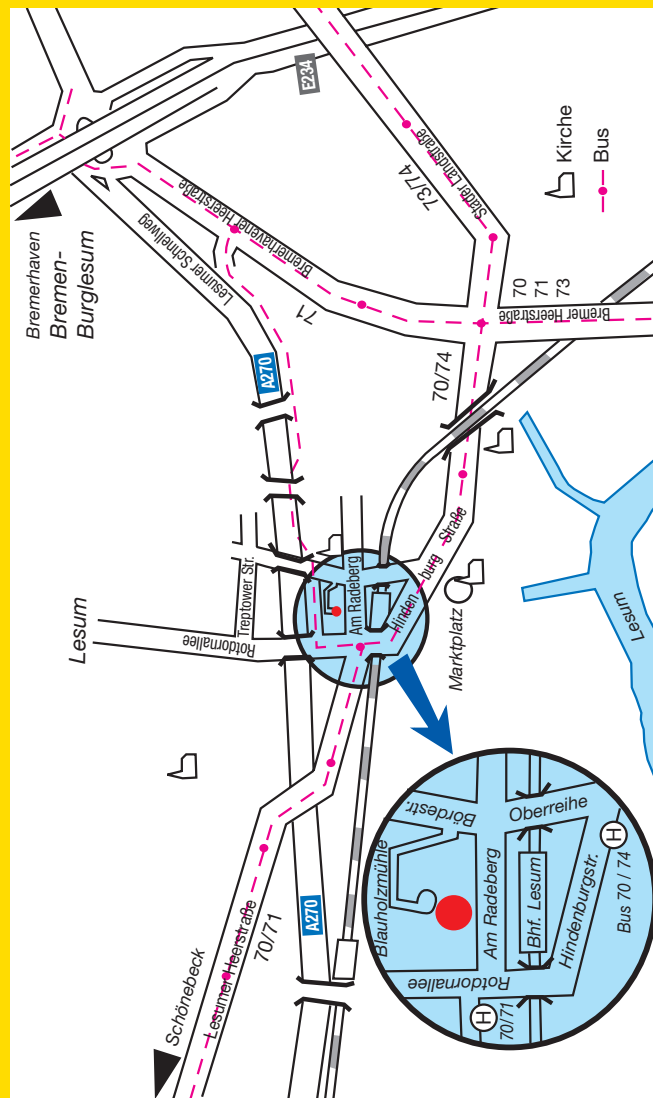 Bremerhaven
Bremen-
Burglesum
Lesumer Schnellweg
Bremerhavener Heerstraße
E234
73/74
Stader Landstraße
Kirche
Bus
71
A270
70/74
70
71
73
Bremer Heerstraße
Lesum
Treptower Str.
Rotdornallee
Am Radeberg
Hinden
burg
Straße
Marktplatz
Lesum
Schönebeck
Lesumer Heerstraße
70/71
A270
Blauholzmühle
Bördestr.
Oberreihe
Am Radeberg
Bhf. Lesum
Rotdornallee
Hindenburgstr.
H
70/71
H
Bus 70 / 74